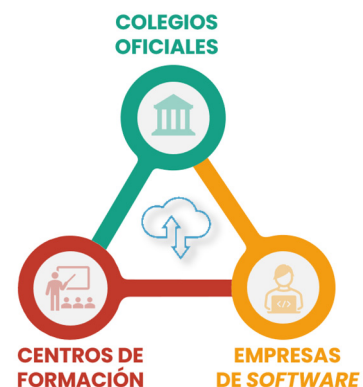 COLEGIOS
OFICIALES
</>
CENTROS DE
FORMACIÓN
EMPRESAS
DE SOFTWARE